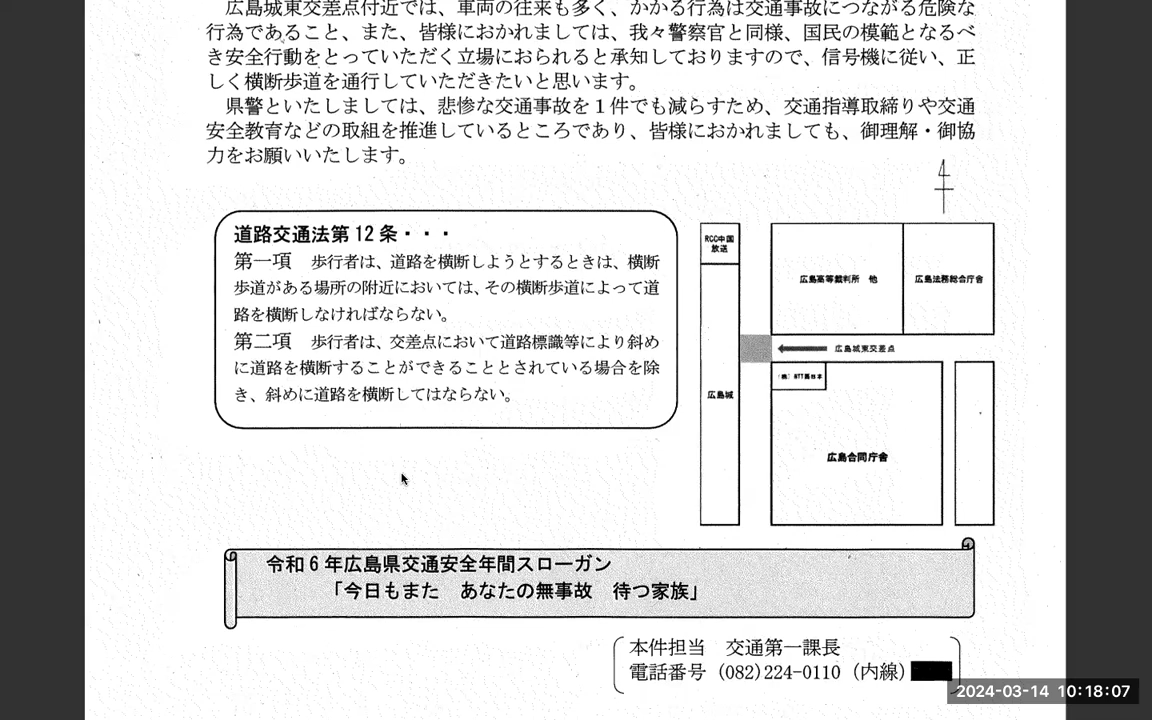 広島城東交差点付近では、車両の往来も多く、かかる行為は交通事故につながる危険な
行為であること、また、皆様におかれましては、我々警察官と同様、国民の模範となるべ
き安全行動をとっていただく立場におられると承知しておりますので、信号機に従い、正
しく横断歩道を通行していただきたいと思います。
県警といたしましては、悲惨な交通事故を１件でも減らすため、交通指導取締りや交通
安全教育などの取組を推進しているところであり、皆様におかれましても、御理解・御協
力をお願いいたします。
道路交通法第 12 条・・・
第一項　歩行者は、道路を横断しようとするときは、横断
歩道がある場所の附近においては、その横断歩道によって道
路を横断しなければならない。
第二項　歩行者は、交差点において道路標識等により斜め
に道路を横断することができることとされている場合を除
き、斜めに道路を横断してはならない。
RCC中国
放送
広島高等裁判所　他
広島法務総合庁舎
広島城東交差点
（株）NTT西日本
広島城
広島合同庁舎
令和６年広島県交通安全年間スローガン
「今日もまた　あなたの無事故　待つ家族」
本件担当　交通第一課長
電話番号 (082)224-0110（内線）
2024-03-14 10:18:07